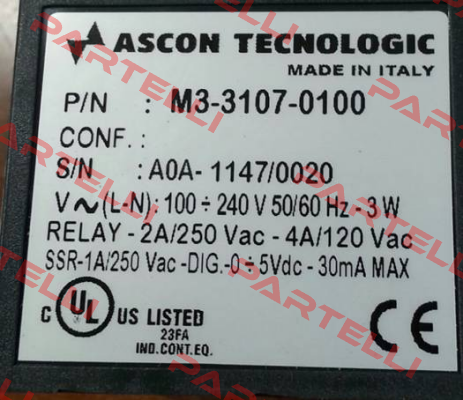 ASCON TECNOLOGIC
MADE IN ITALY
P/N : M3-3107-0100
CONF. :
S/N : A0A- 1147/0020
V∿(L-N): 100 ÷ 240 V 50/60 Hz - 3 W
RELAY - 2A/250 Vac - 4A/120 Vac
SSR-1A/250 Vac -DIG.-0÷5Vdc - 30mA MAX
C UL US LISTED
23FA
IND.CONT.EQ.
CE
PARTELLI
PARTELLI
PARTELLI
PARTELLI
PARTELLI